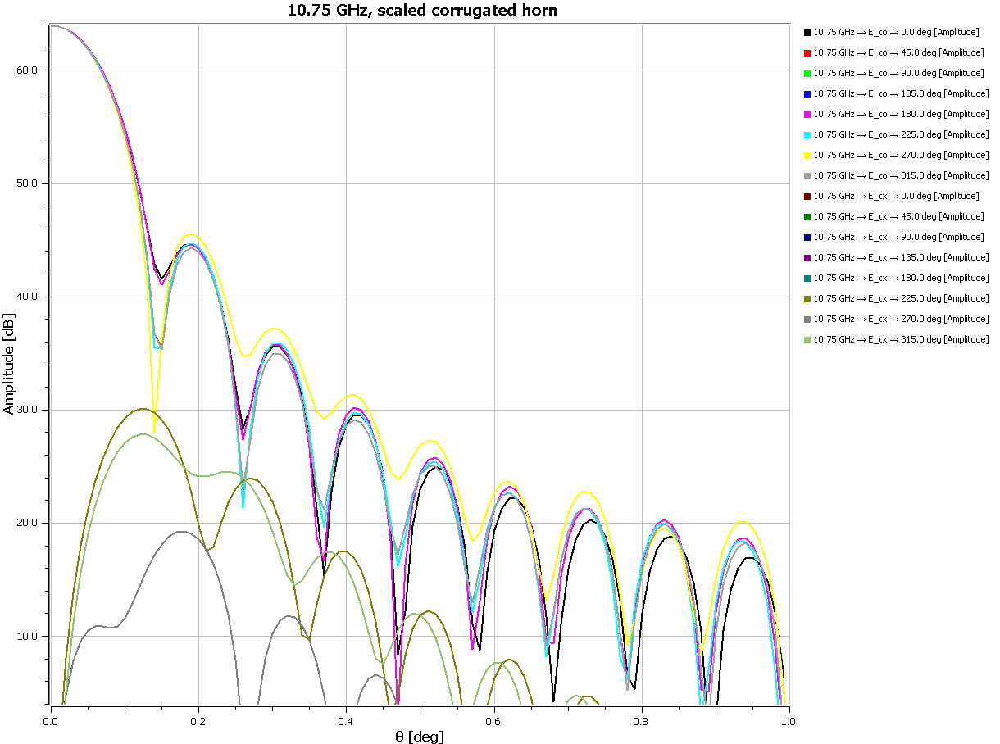 10.75 GHz, scaled corrugated horn
10.75 GHz → E_co → 0.0 deg [Amplitude]
10.75 GHz → E_co → 45.0 deg [Amplitude]
10.75 GHz → E_co → 90.0 deg [Amplitude]
10.75 GHz → E_co → 135.0 deg [Amplitude]
10.75 GHz → E_co → 180.0 deg [Amplitude]
10.75 GHz → E_co → 225.0 deg [Amplitude]
10.75 GHz → E_co → 270.0 deg [Amplitude]
10.75 GHz → E_co → 315.0 deg [Amplitude]
10.75 GHz → E_cx → 0.0 deg [Amplitude]
10.75 GHz → E_cx → 45.0 deg [Amplitude]
10.75 GHz → E_cx → 90.0 deg [Amplitude]
10.75 GHz → E_cx → 135.0 deg [Amplitude]
10.75 GHz → E_cx → 180.0 deg [Amplitude]
10.75 GHz → E_cx → 225.0 deg [Amplitude]
10.75 GHz → E_cx → 270.0 deg [Amplitude]
10.75 GHz → E_cx → 315.0 deg [Amplitude]
Amplitude [dB]
60.0
50.0
40.0
30.0
20.0
10.0
0.0 0.2 0.4 0.6 0.8 1.0
θ [deg]